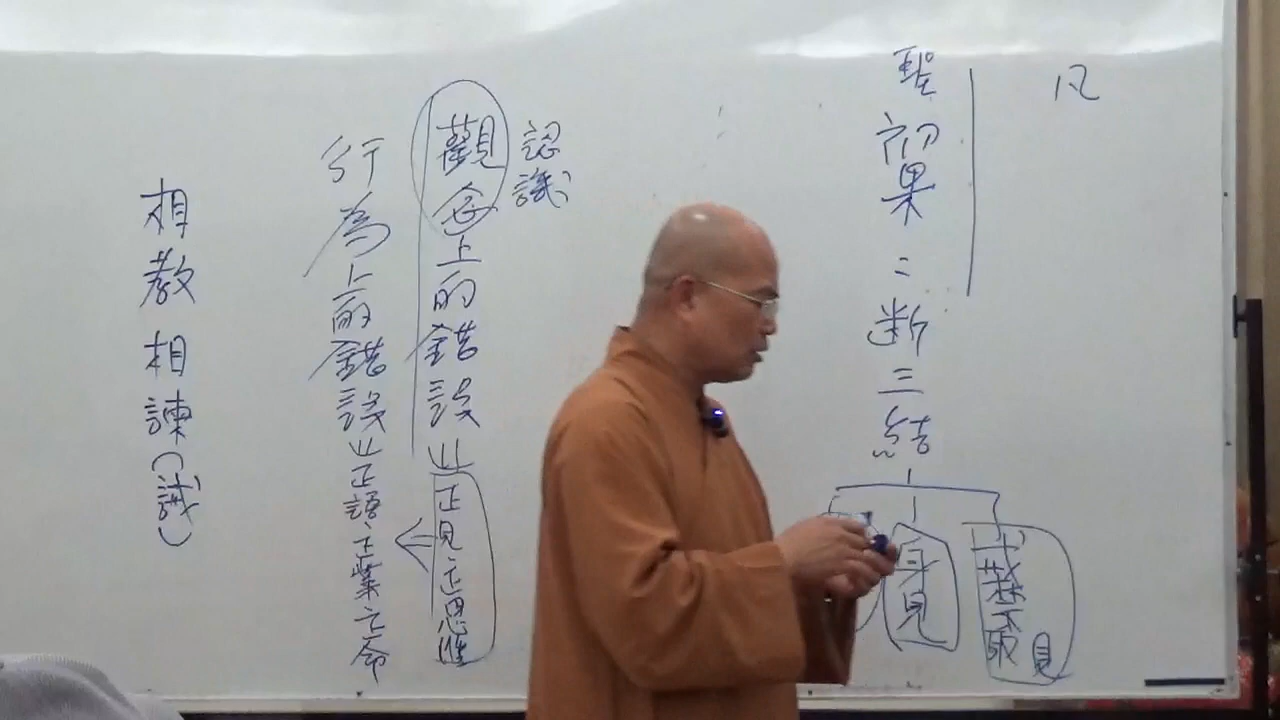 凡
聖初果：断三結
戒禁取見
身見
認識
觀念上的錯誤
正見、正思惟
行為上的錯誤
正語、正業、正命
相教相諫(誡)